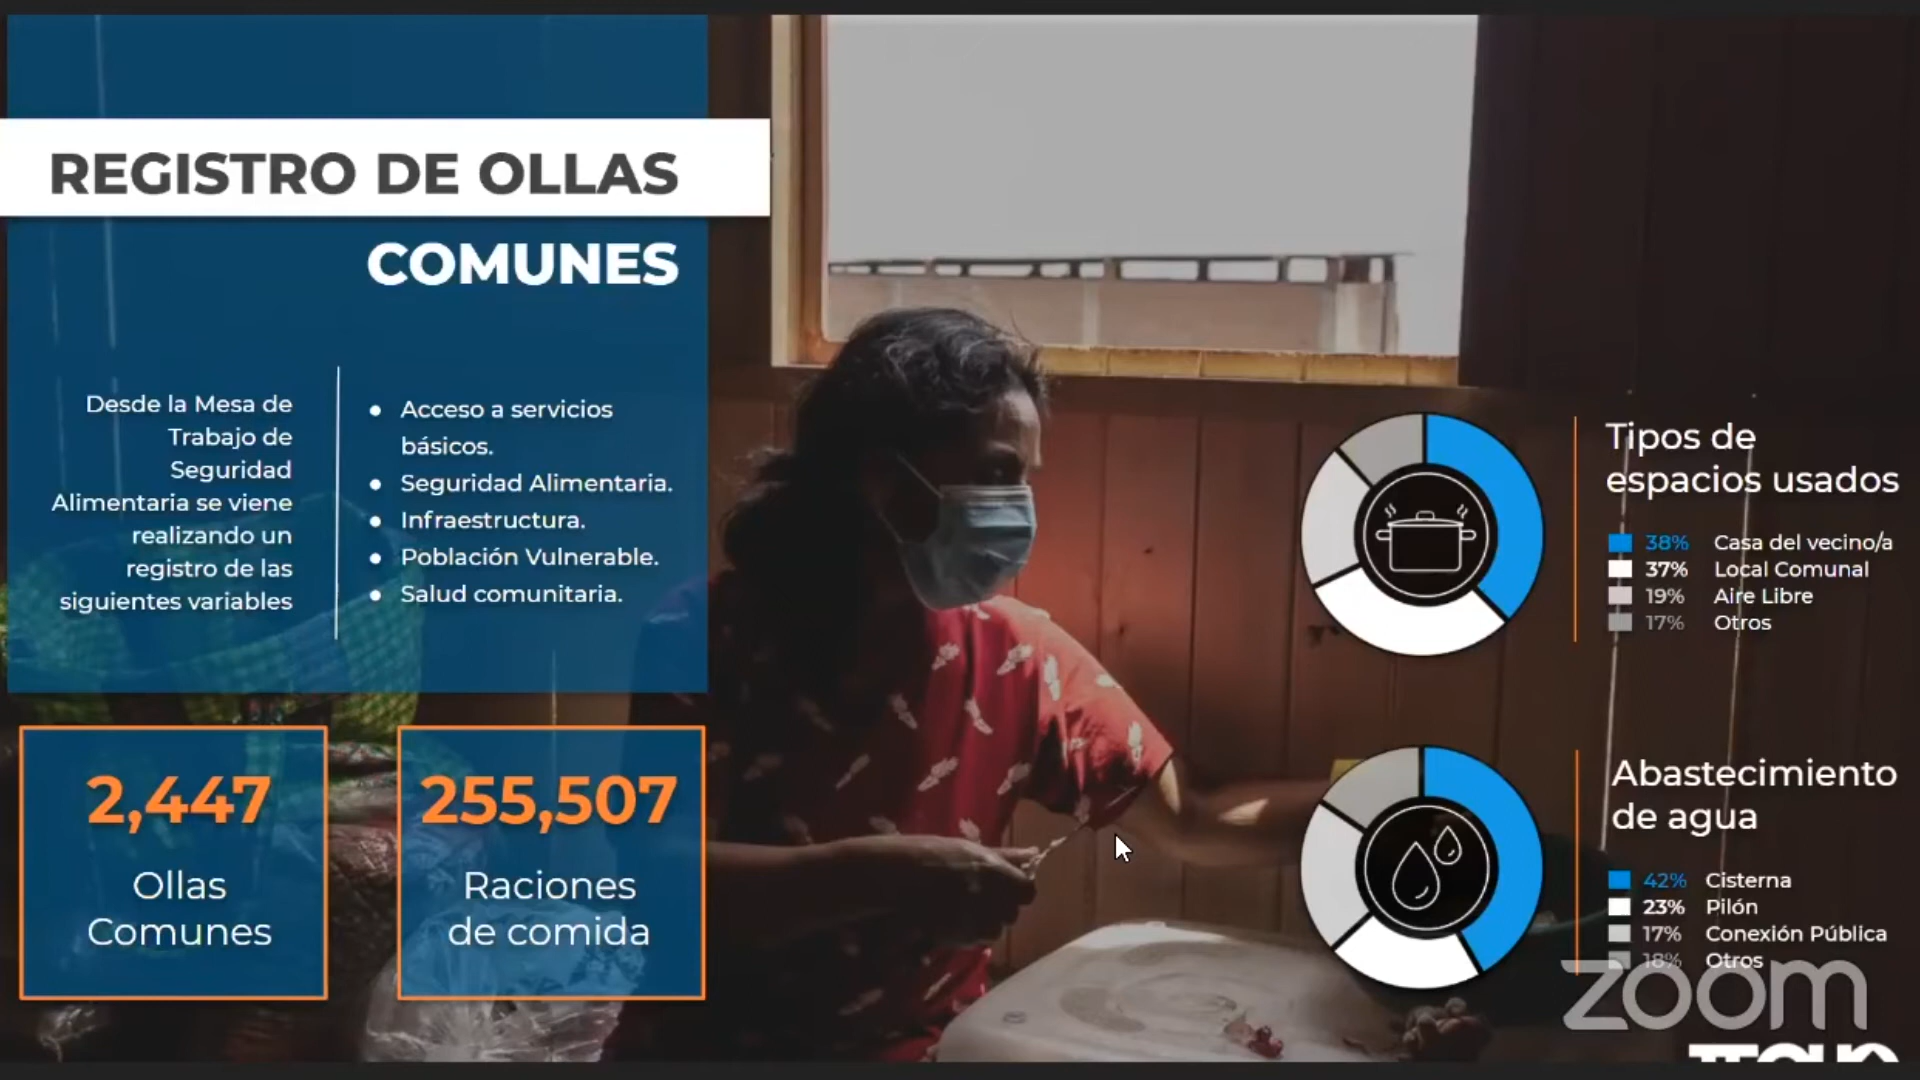 REGISTRO DE OLLAS
COMUNES
Desde la Mesa de
Trabajo de
Seguridad
Alimentaria se viene
realizando un
registro de las
siguientes variables
Acceso a servicios
básicos.
Seguridad Alimentaria.
Infraestructura.
Población Vulnerable.
Salud comunitaria.
2,447
Ollas
Comunes
255,507
Raciones
de comida
Tipos de
espacios usados
38% Casa del vecino/a
37% Local Comunal
19% Aire Libre
17% Otros
Abastecimiento
de agua
42% Cisterna
23% Pilón
17% Conexión Pública
18% Otros
zoom